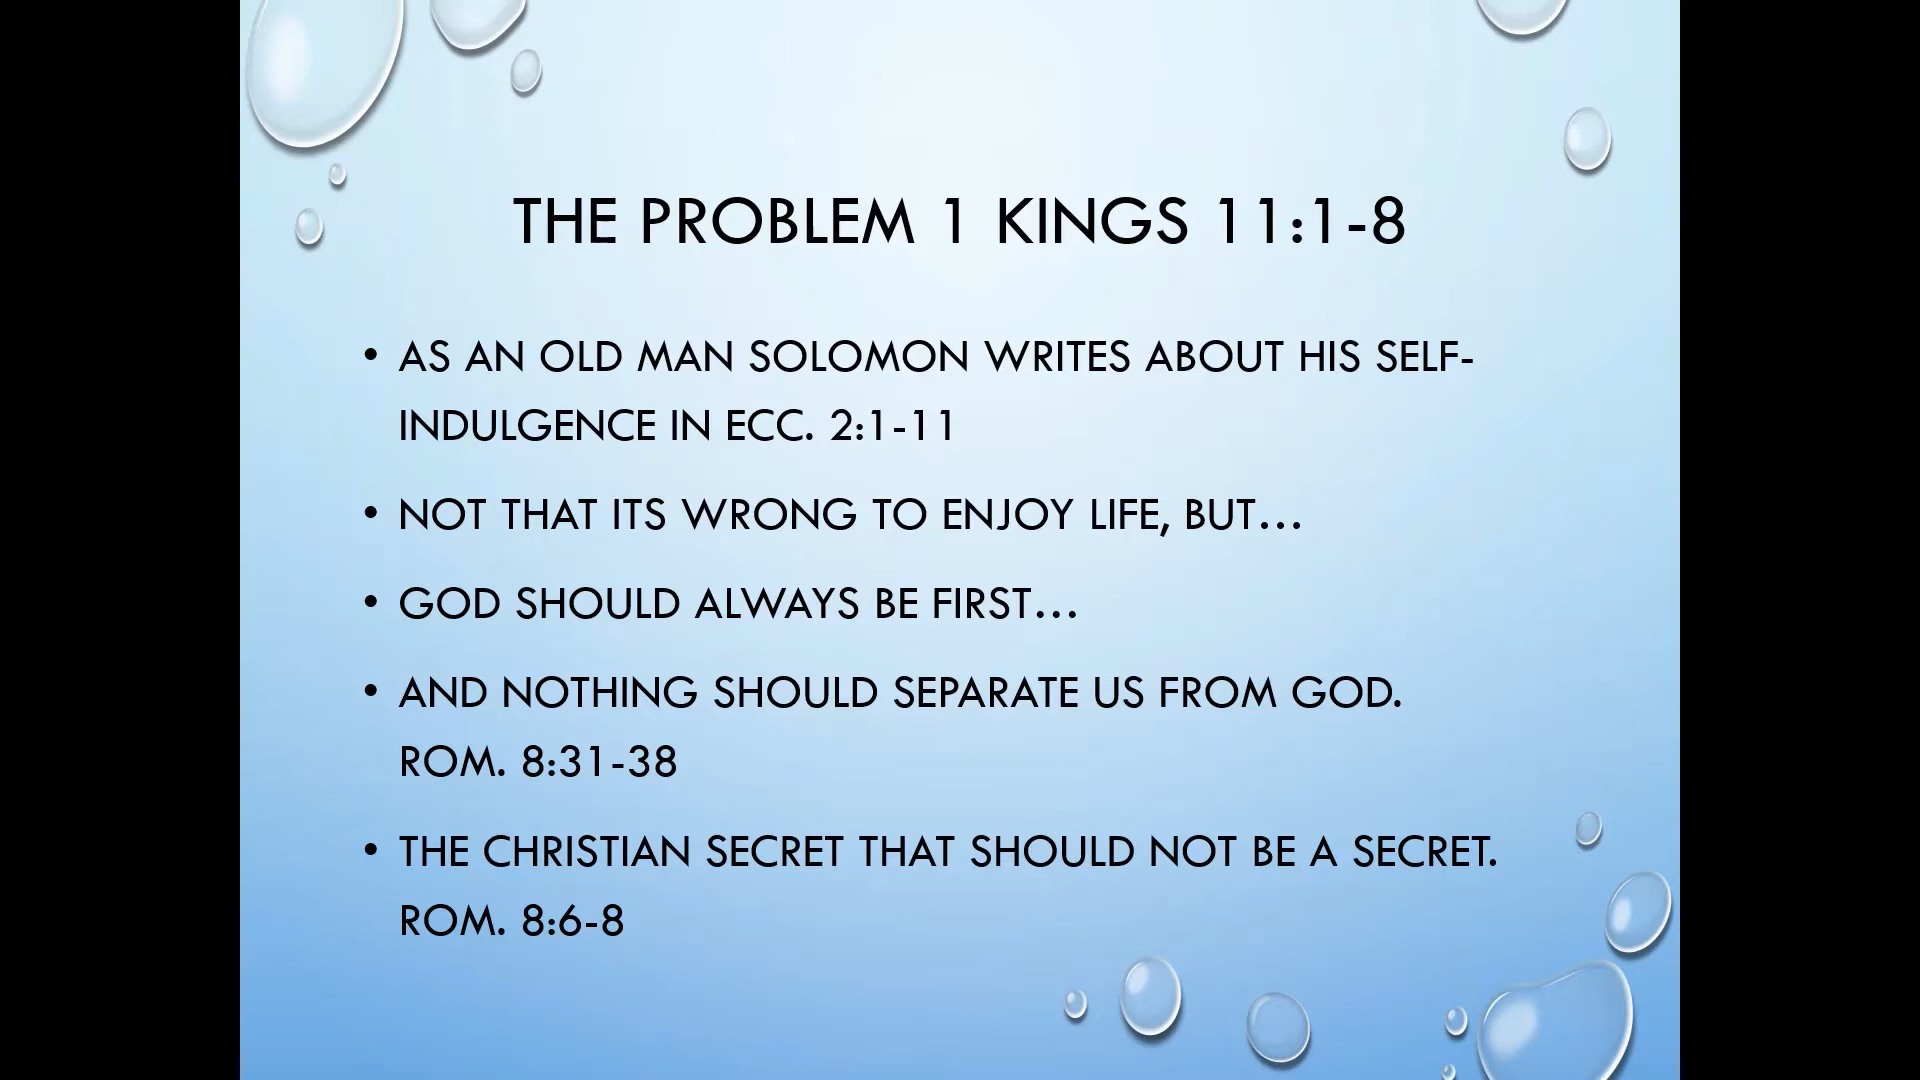 THE PROBLEM 1 KINGS 11:1-8
• AS AN OLD MAN SOLOMON WRITES ABOUT HIS SELF-
INDULGENCE IN ECC. 2:1-11
• NOT THAT ITS WRONG TO ENJOY LIFE, BUT…
• GOD SHOULD ALWAYS BE FIRST…
• AND NOTHING SHOULD SEPARATE US FROM GOD.
ROM. 8:31-38
• THE CHRISTIAN SECRET THAT SHOULD NOT BE A SECRET.
ROM. 8:6-8